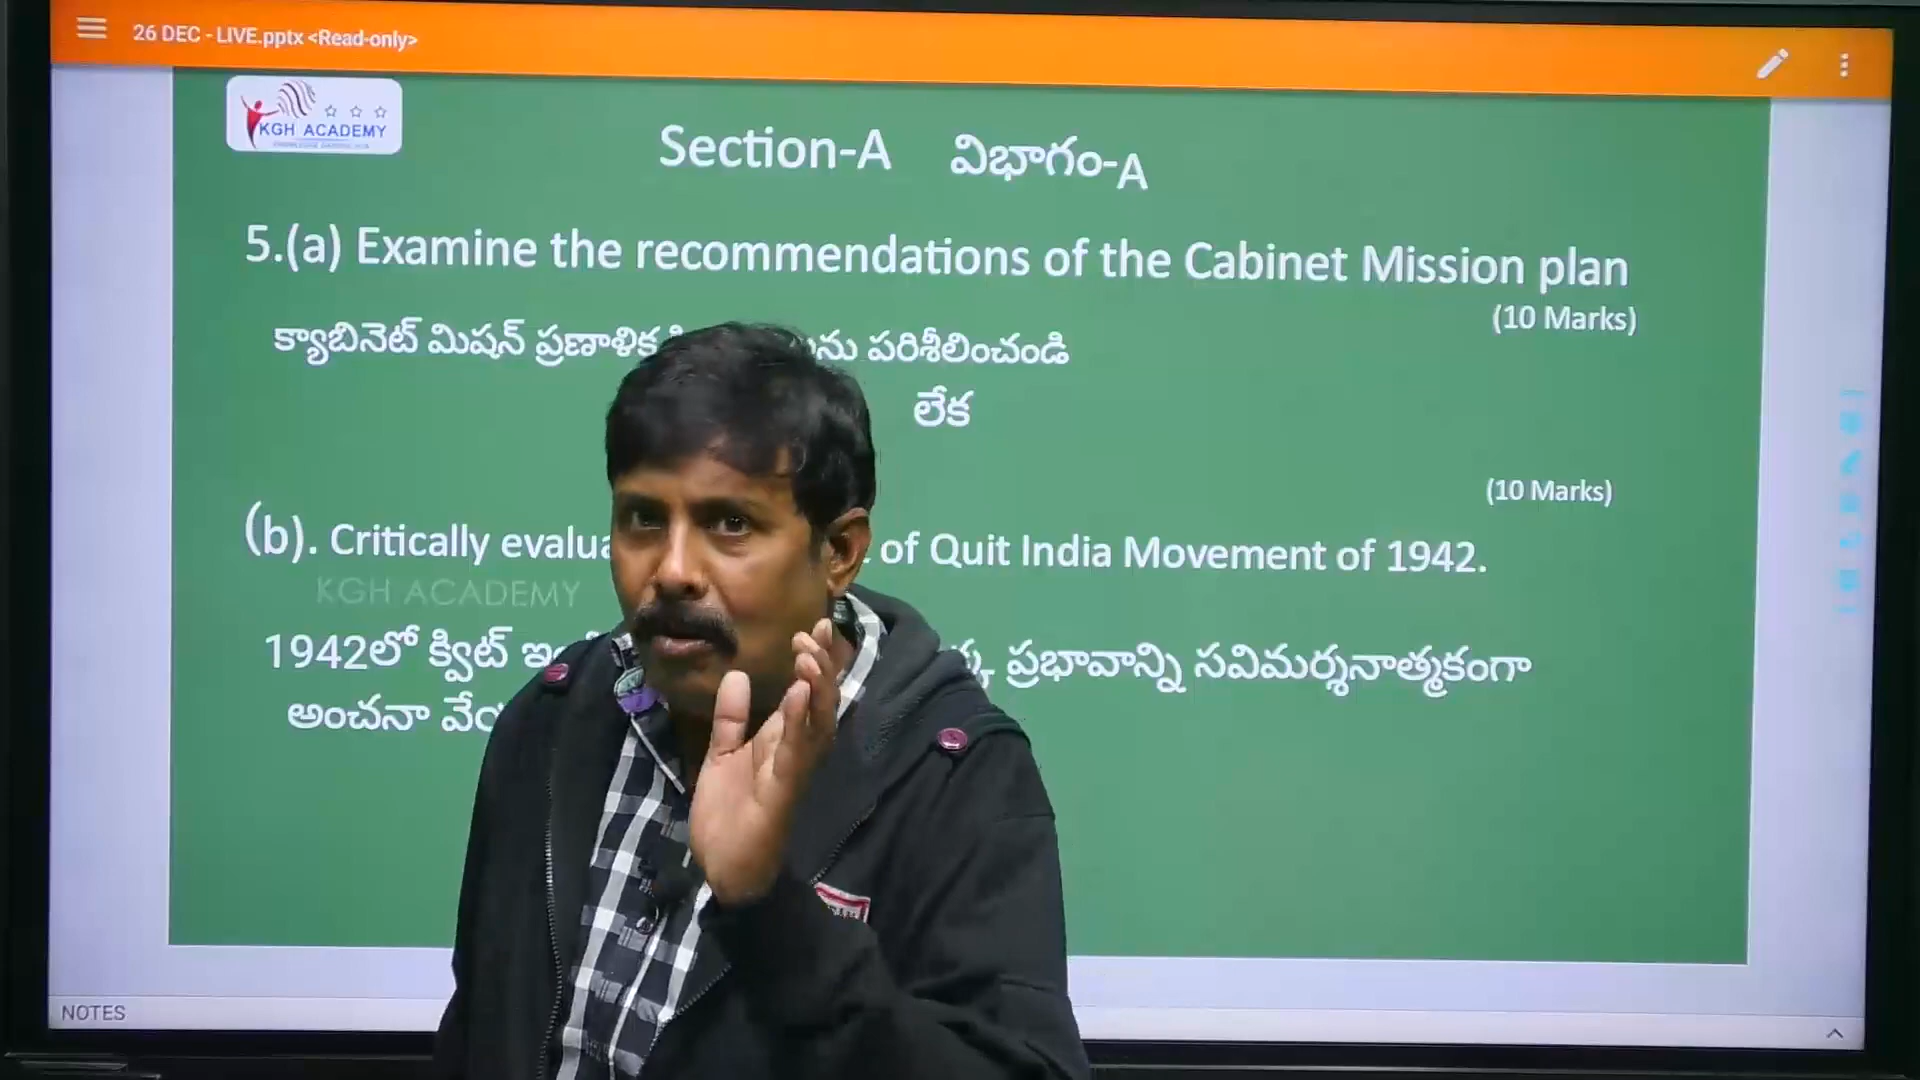 26 DEC - LIVE.pptx <Read-only>
KGH ACADEMY
Section-A విభాగం-A
5.(a) Examine the recommendations of the Cabinet Mission plan
(10 Marks)
క్యాబినెట్ మిషన్ పరిశీలించండి
లేక
(10 Marks)
(b). Critically of Quit India Movement of 1942.
KGH ACADEMY
1942లో క్విట్ ప్రభావాన్ని సవిమర్శనాత్మకంగా
అంచనా
NOTES